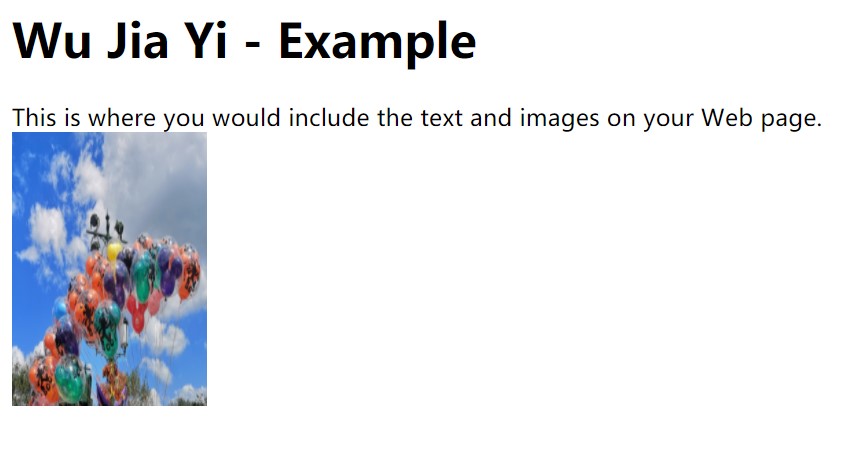 Wu Jia Yi - Example
This is where you would include the text and images on your Web page.